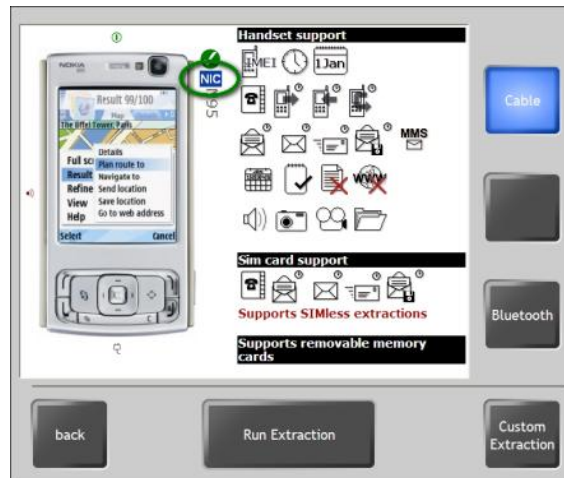 NOKIA
NIC
N95
Result 99/100
Map
The Eiffel Tower, Paris
Details
Full sc
Plan route to
Result
Navigate to
Refine
Send location
View
Save location
Help
Go to web address
Select
Cancel
Handset support
IMEI
1Jan
MMS
WWW
Sim card support
Supports SIMless extractions
Supports removable memory
cards
Cable
Bluetooth
back
Run Extraction
Custom
Extraction